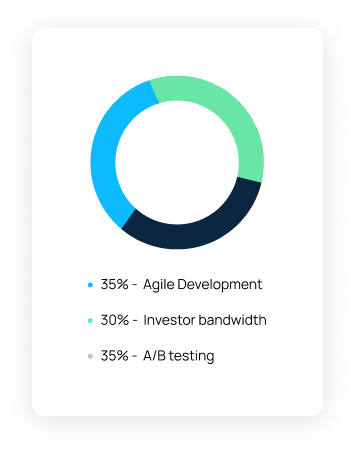 35% - Agile Development
30% - Investor bandwidth
35% - A/B testing